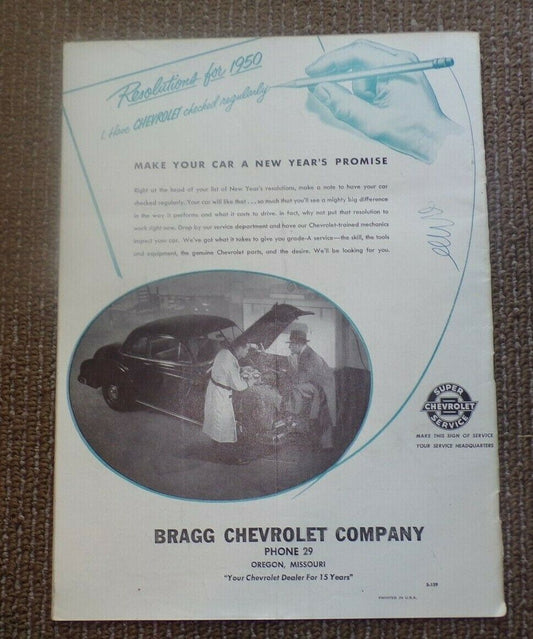 Resolutions for 1950
1. Have CHEVROLET checked regularly
MAKE YOUR CAR A NEW YEAR'S PROMISE
Right at the head of your list of New Year's resolutions, make a note to have your car
checked regularly. Your car will like that . . . so much that you'll see a mighty big difference
in the way it performs and what it costs to drive. In fact, why not put that resolution to
work right now. Drop by our service department and have our Chevrolet-trained mechanics
inspect your car. We've got what it takes to give you grade-A service—the skill, the tools
and equipment, the genuine Chevrolet parts, and the desire. We'll be looking for you.
SUPER
CHEVROLET
SERVICE
MAKE THIS SIGN OF SERVICE
YOUR SERVICE HEADQUARTERS
BRAGG CHEVROLET COMPANY
PHONE 29
OREGON, MISSOURI
"Your Chevrolet Dealer For 15 Years"
S-139
PRINTED IN U.S.A.